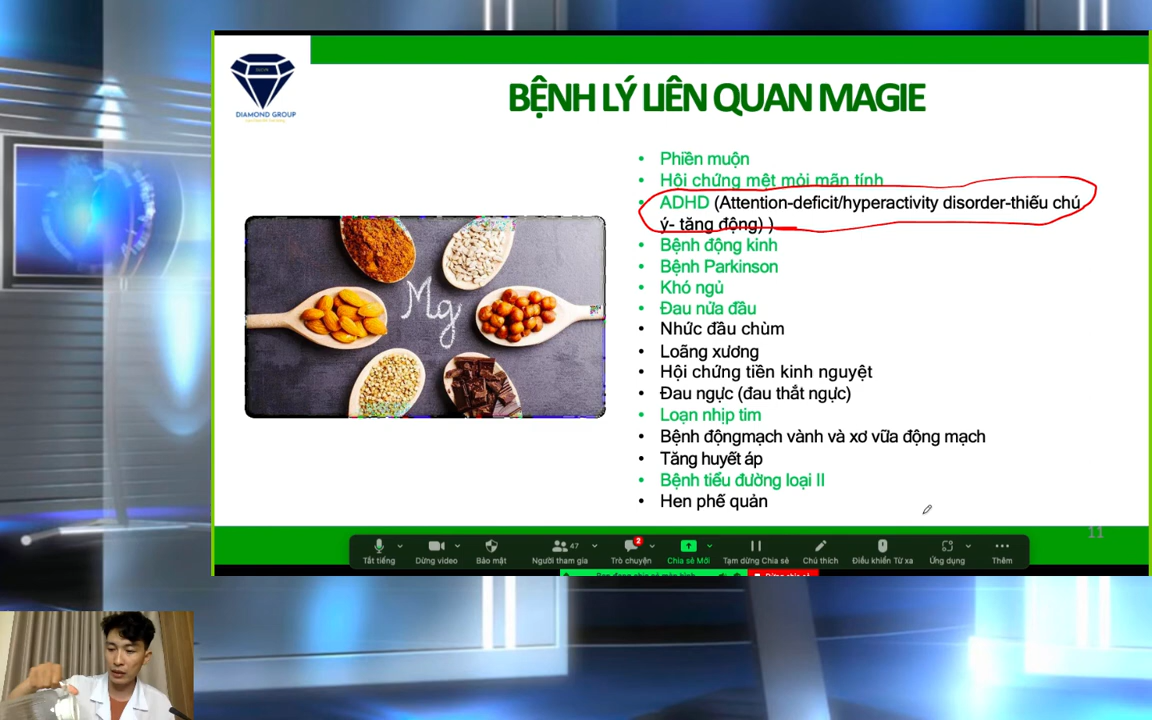 DIAMOND GROUP
BỆNH LÝ LIÊN QUAN MAGIE
Mg
• Phiền muộn
• Hội chứng mệt mỏi mãn tính
• ADHD (Attention-deficit/hyperactivity disorder-thiếu chú
ý- tăng động) )
• Bệnh động kinh
• Bệnh Parkinson
• Khó ngủ
• Đau nửa đầu
• Nhức đầu chùm
• Loãng xương
• Hội chứng tiền kinh nguyệt
• Đau ngực (đau thắt ngực)
• Loạn nhịp tim
• Bệnh độngmạch vành và xơ vữa động mạch
• Tăng huyết áp
• Bệnh tiểu đường loại II
• Hen phế quản
11
47 2
Tắt tiếng Dừng video Bảo mật Người tham gia Trò chuyện Chia sẻ Mới Tạm dừng Chia sẻ Chú thích Điều khiển Từ xa Ứng dụng Thêm